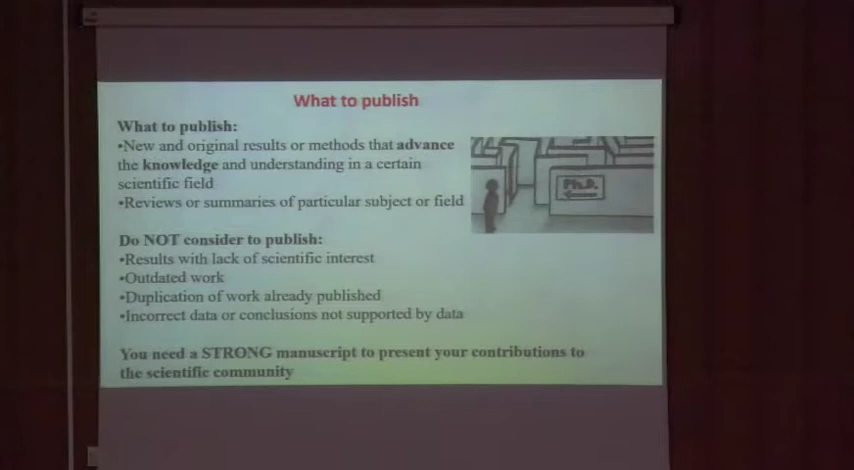 What to publish
What to publish:
•New and original results or methods that advance
the knowledge and understanding in a certain
scientific field
•Reviews or summaries of particular subject or field
Ph.D.
Do NOT consider to publish:
•Results with lack of scientific interest
•Outdated work
•Duplication of work already published
•Incorrect data or conclusions not supported by data
You need a STRONG manuscript to present your contributions to
the scientific community